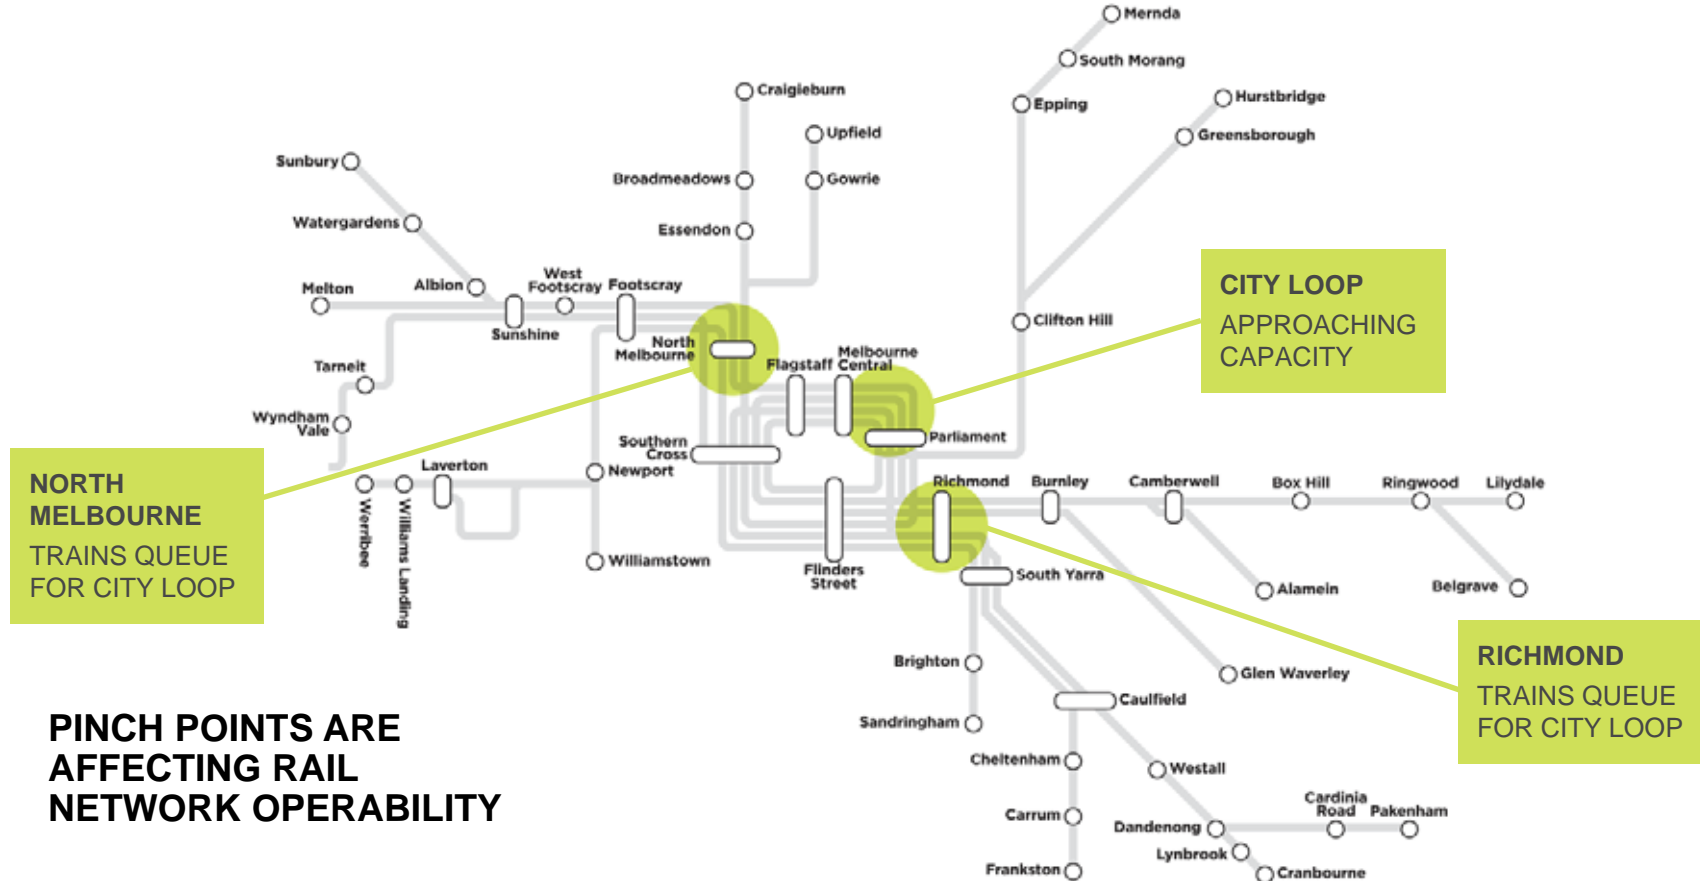 Mernda
South Morang
Craigieburn
Hurstbridge
Epping
Upfield
Greensborough
Sunbury
Broadmeadows
Gowrie
Watergardens
Essendon
West
Footscray
Footscray
Albion
Melton
Sunshine
CITY LOOP
APPROACHING
CAPACITY
Clifton Hill
North
Melbourne
Melbourne
Central
Flagstaff
Tarneit
Wyndham
Vale
Southern
Cross
Parliament
NORTH
MELBOURNE
TRAINS QUEUE
FOR CITY LOOP
Laverton
Newport
Richmond
Burnley
Camberwell
Box Hill
Ringwood
Lilydale
Werribee
Williams Landing
Williamstown
Flinders
Street
South Yarra
Alamein
Belgrave
Brighton
Glen Waverley
RICHMOND
TRAINS QUEUE
FOR CITY LOOP
Caulfield
Sandringham
PINCH POINTS ARE
AFFECTING RAIL
NETWORK OPERABILITY
Cheltenham
Westall
Carrum
Cardinia
Road
Pakenham
Dandenong
Lynbrook
Frankston
Cranbourne